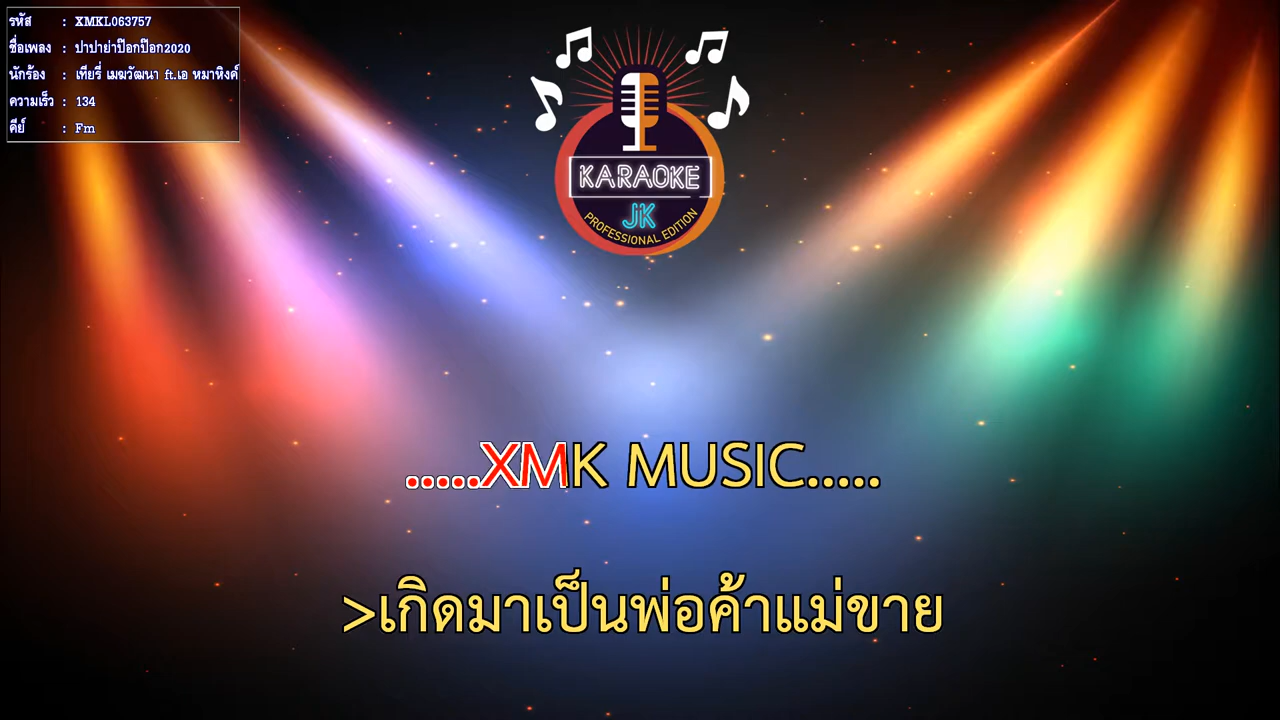 รหัส : XMKL063757
ชื่อเพลง : ปาปาย่าป๊อกป๊อก2020
นักร้อง : เทียรี่ เมฆวัฒนา ft.เอ หมาหิงค์
ความเร็ว : 134
คีย์ : Fm
KARAOKE
JK
PROFESSIONAL EDITION
.....XMK MUSIC.....
>เกิดมาเป็นพ่อค้าแม่ขาย